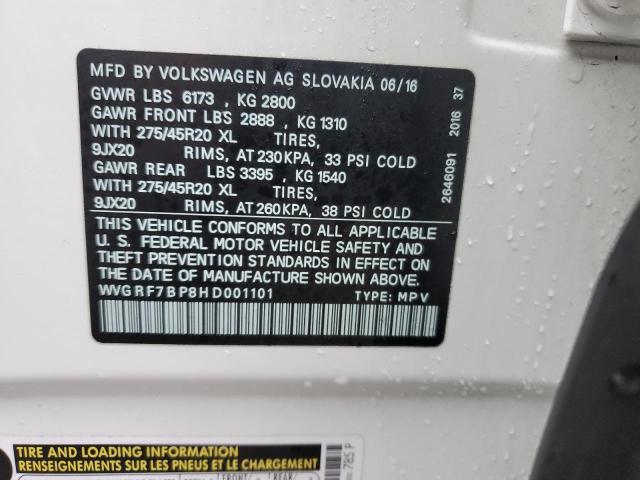 MFD BY VOLKSWAGEN AG SLOVAKIA 06/16
GVWR LBS 6173 , KG 2800
GAWR FRONT LBS 2888 , KG 1310
WITH 275/45R20 XL TIRES,
9JX20 RIMS, AT 230KPA, 33 PSI COLD
GAWR REAR LBS 3395 , KG 1540
WITH 275/45R20 XL TIRES,
9JX20 RIMS, AT 260KPA, 38 PSI COLD
THIS VEHICLE CONFORMS TO ALL APPLICABLE
U. S. FEDERAL MOTOR VEHICLE SAFETY AND
THEFT PREVENTION STANDARDS IN EFFECT ON
THE DATE OF MANUFACTURE SHOWN ABOVE.
WVGRF7BP8HD001101 TYPE: MPV
2646091 2016 37
TIRE AND LOADING INFORMATION
RENSEIGNEMENTS SUR LES PNEUS ET LE CHARGEMENT
785 P